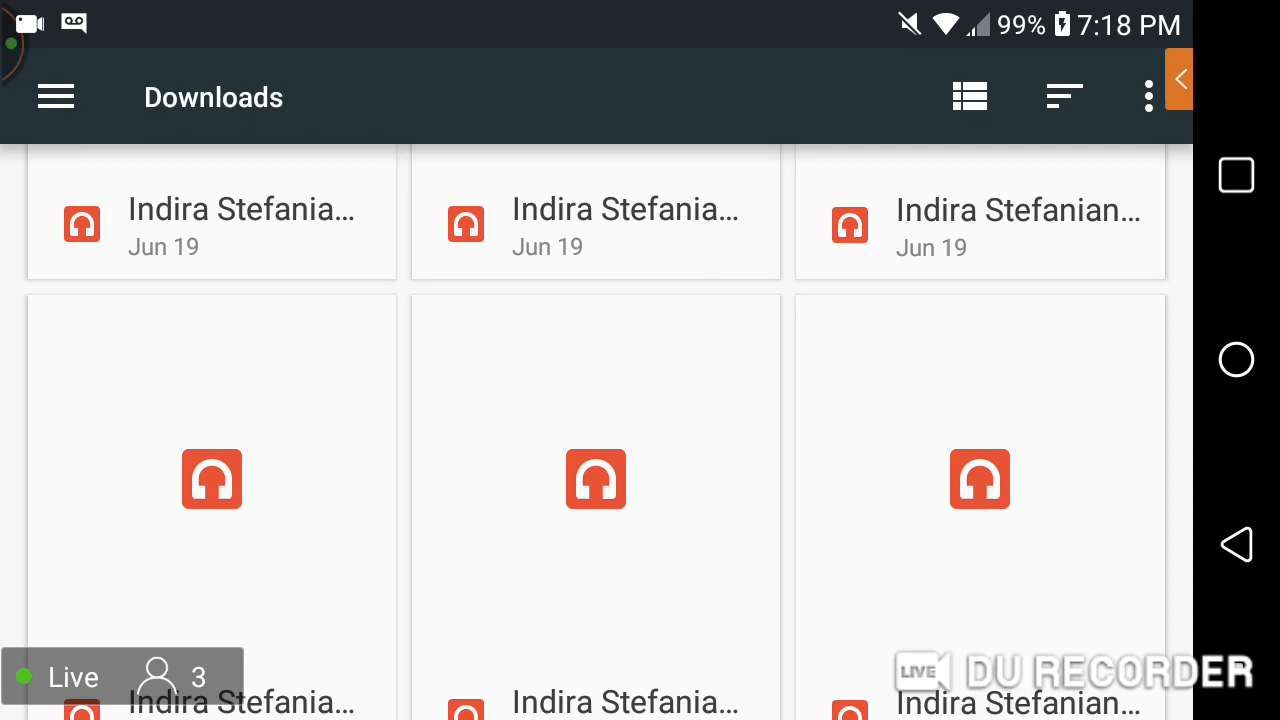 99% 7:18 PM
Downloads
Indira Stefania... Indira Stefania... Indira Stefanian...
Jun 19 Jun 19 Jun 19
Live 3
LIVE DU RECORDER
Indira Stefania... Indira Stefania... Indira Stefanian...